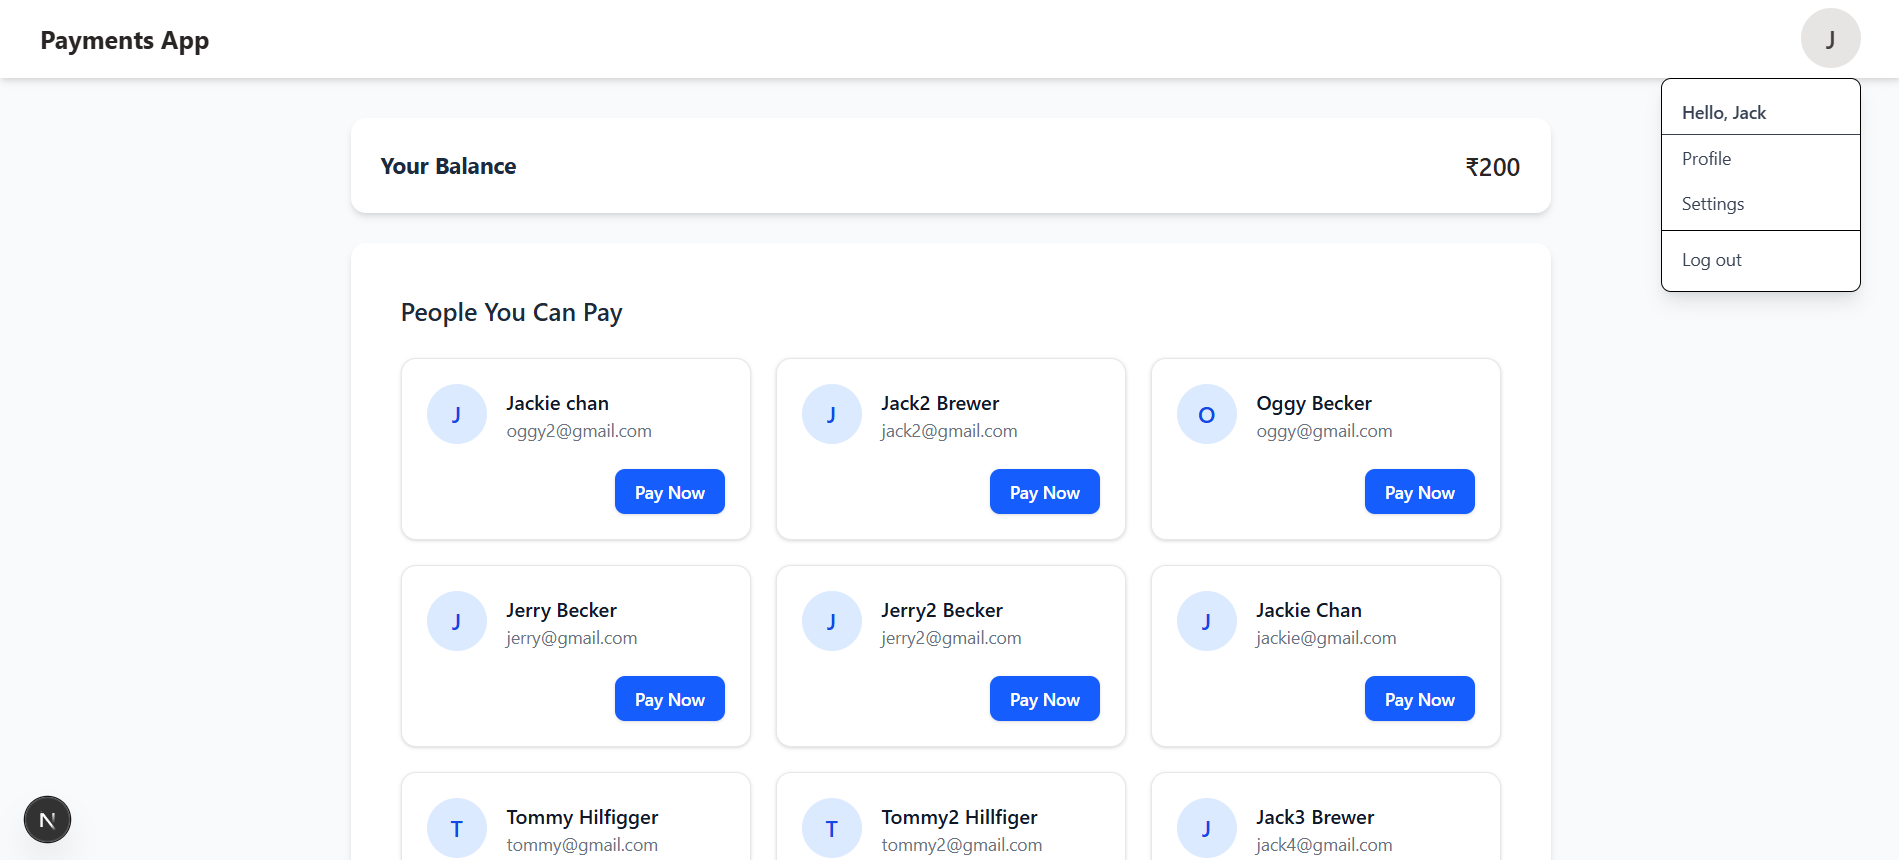 Payments App
J
Hello, Jack
Profile
Settings
Log out
Your Balance
₹200
People You Can Pay
J
Jackie chan
oggy2@gmail.com
Pay Now
J
Jack2 Brewer
jack2@gmail.com
Pay Now
O
Oggy Becker
oggy@gmail.com
Pay Now
J
Jerry Becker
jerry@gmail.com
Pay Now
J
Jerry2 Becker
jerry2@gmail.com
Pay Now
J
Jackie Chan
jackie@gmail.com
Pay Now
T
Tommy Hilfigger
tommy@gmail.com
T
Tommy2 Hillfiger
tommy2@gmail.com
J
Jack3 Brewer
jack4@gmail.com
N